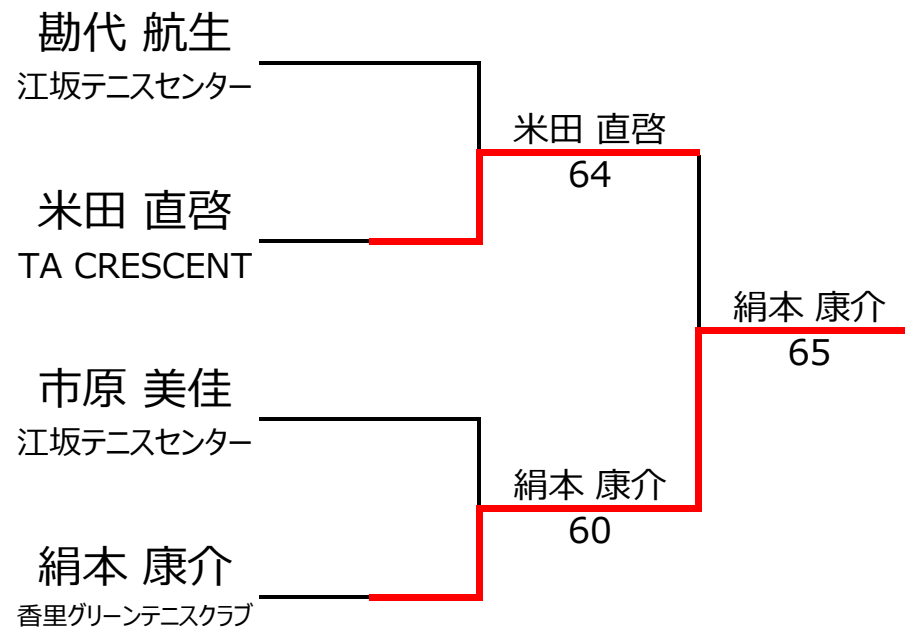 勘代 航生
江坂テニスセンター
米田 直啓
64
米田 直啓
TA CRESCENT
絹本 康介
65
市原 美佳
江坂テニスセンター
絹本 康介
60
絹本 康介
香里グリーンテニスクラブ